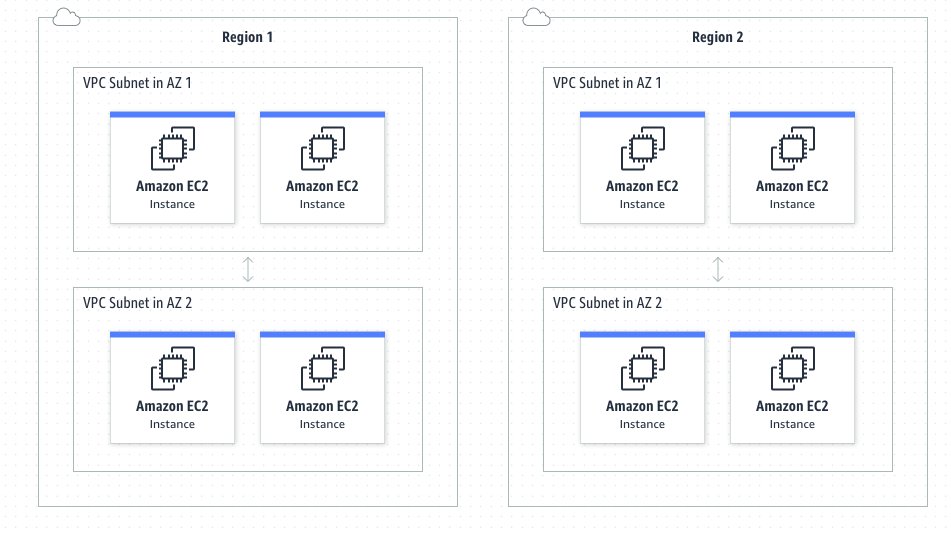 Region 1
VPC Subnet in AZ 1
Amazon EC2
Instance
Amazon EC2
Instance
VPC Subnet in AZ 2
Amazon EC2
Instance
Amazon EC2
Instance
Region 2
VPC Subnet in AZ 1
Amazon EC2
Instance
Amazon EC2
Instance
VPC Subnet in AZ 2
Amazon EC2
Instance
Amazon EC2
Instance